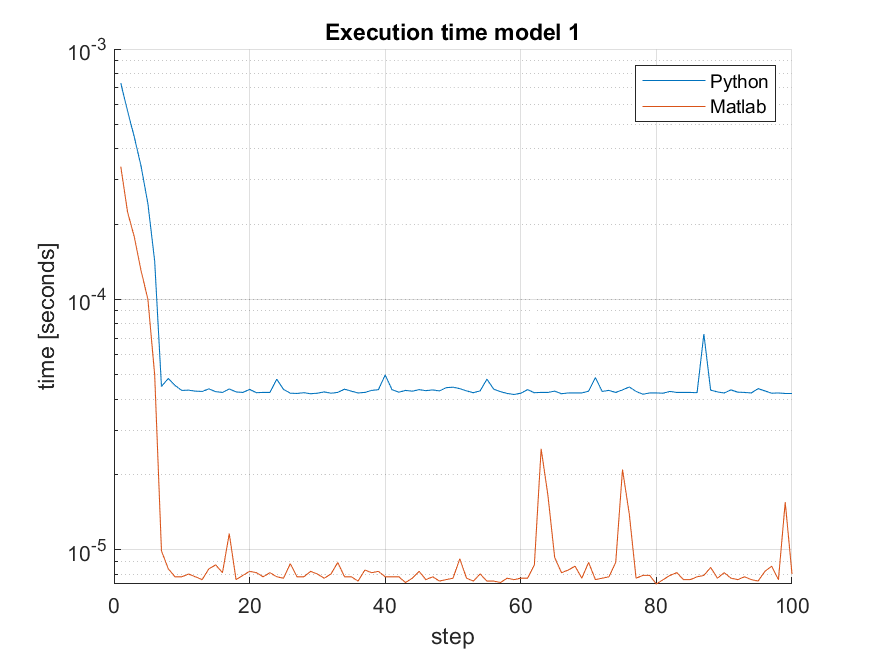 Execution time model 1
10^-3
Python
Matlab
10^-4
time [seconds]
10^-5
0 20 40 60 80 100
step